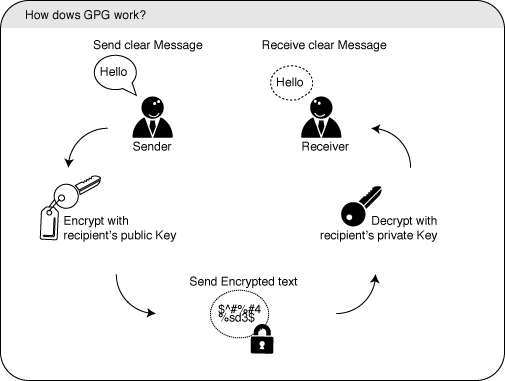 How dows GPG work?
Send clear Message
Hello
Sender
Receive clear Message
Hello
Receiver
Encrypt with
recipient's public Key
Send Encrypted text
$^#%#4
%sd3$
Decrypt with
recipient's private Key